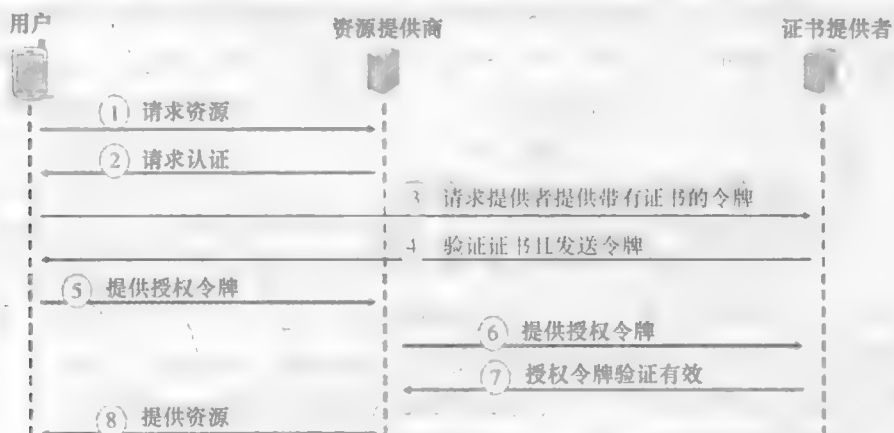 用户
资源提供商
证书提供者
① 请求资源
② 请求认证
3 请求提供者提供带有证书的令牌
4 验证证书且发送令牌
⑤ 提供授权令牌
⑥ 提供授权令牌
⑦ 授权令牌验证有效
⑧ 提供资源